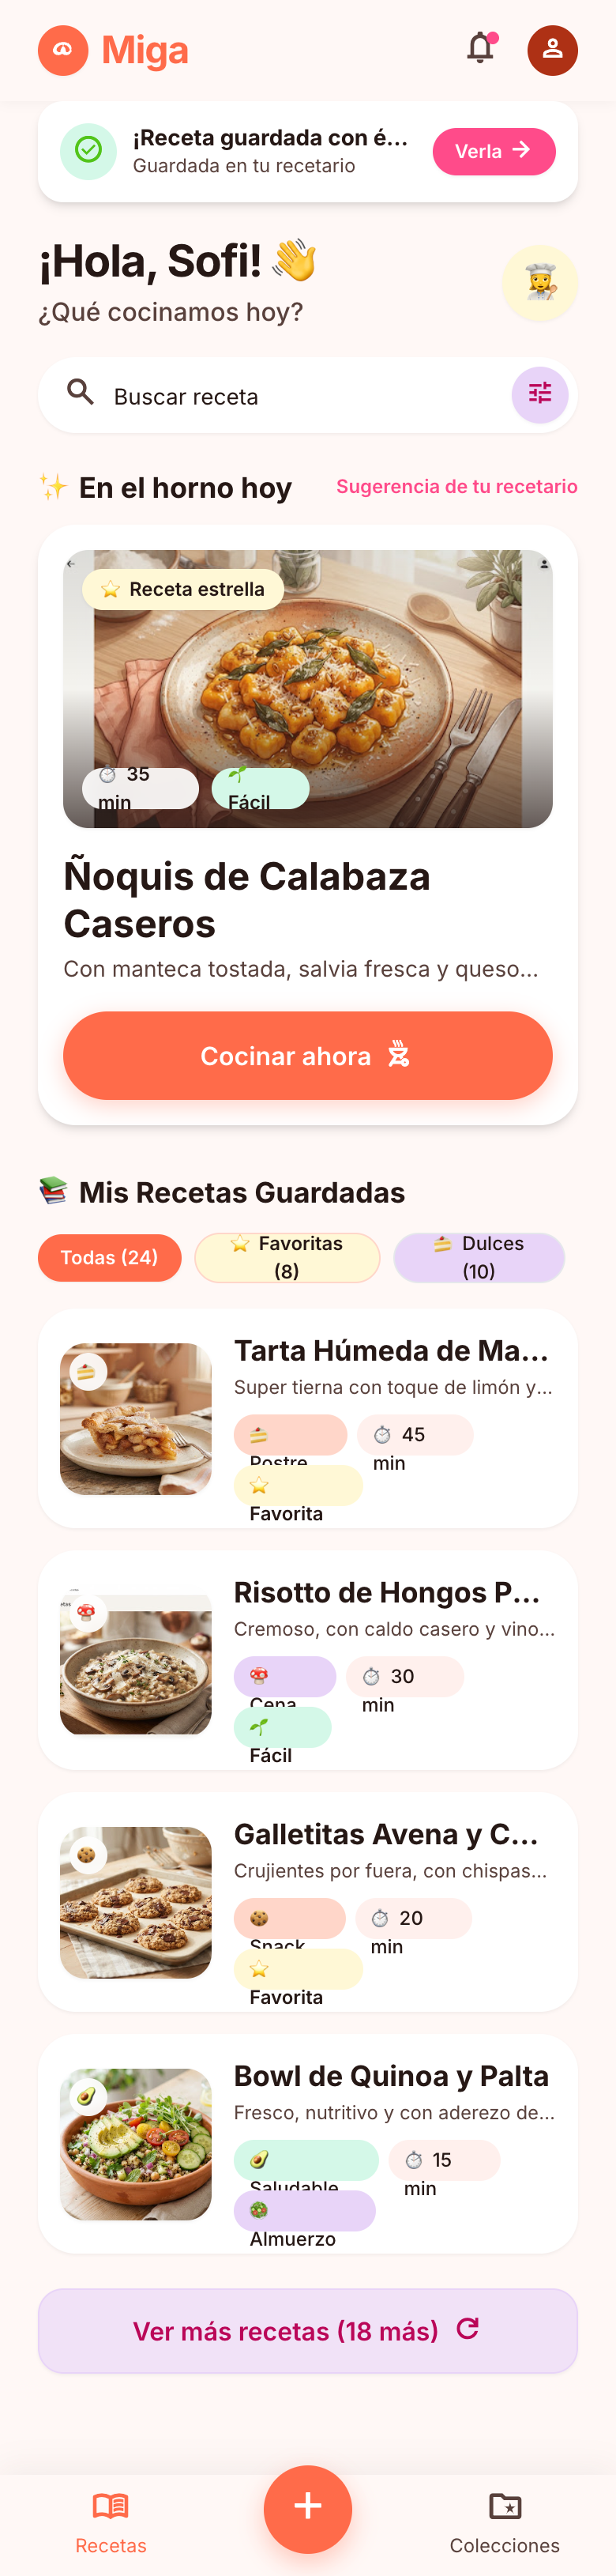 Miga
¡Receta guardada con é...
Guardada en tu recetario
Verla
¡Hola, Sofi! 👋
¿Qué cocinamos hoy?
Buscar receta
✨ En el horno hoy
Sugerencia de tu recetario
⭐ Receta estrella
⏱ 35
min
🌱
Fácil
Ñoquis de Calabaza
Caseros
Con manteca tostada, salvia fresca y queso...
Cocinar ahora
📚 Mis Recetas Guardadas
Todas (24)
⭐ Favoritas
(8)
🍰 Dulces
(10)
Tarta Húmeda de Ma...
Super tierna con toque de limón y...
🍰
Postre
⏱ 45
min
⭐
Favorita
Risotto de Hongos P...
Cremoso, con caldo casero y vino...
🍄
Cena
⏱ 30
min
🌱
Fácil
Galletitas Avena y C...
Crujientes por fuera, con chispas...
🍪
Snack
⏱ 20
min
⭐
Favorita
Bowl de Quinoa y Palta
Fresco, nutritivo y con aderezo de...
🥑
Saludable
⏱ 15
min
🥗
Almuerzo
Ver más recetas (18 más)
Recetas
Colecciones